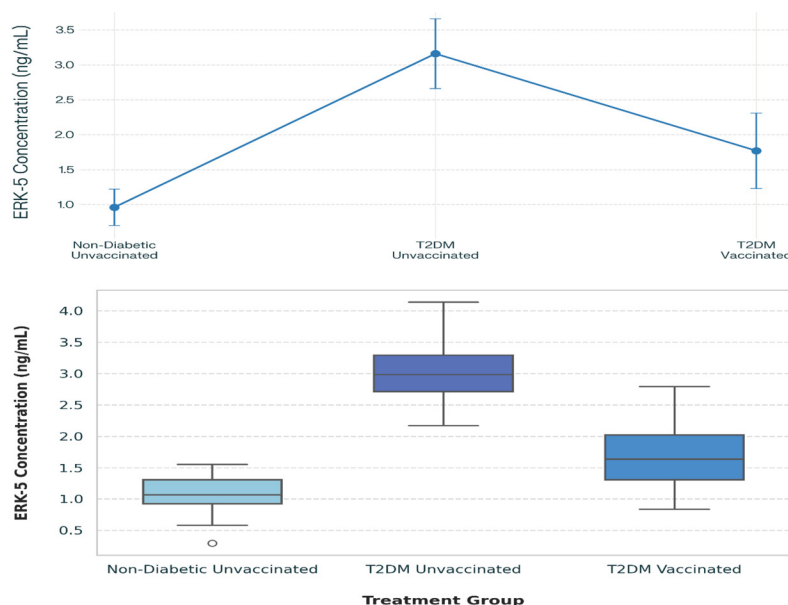 ERK-5 Concentration (ng/mL)
3.5
3.0
2.5
2.0
1.5
1.0
Non-Diabetic
Unvaccinated
T2DM
Unvaccinated
T2DM
Vaccinated
ERK-5 Concentration (ng/mL)
4.0
3.5
3.0
2.5
2.0
1.5
1.0
0.5
Non-Diabetic Unvaccinated
T2DM Unvaccinated
T2DM Vaccinated
Treatment Group